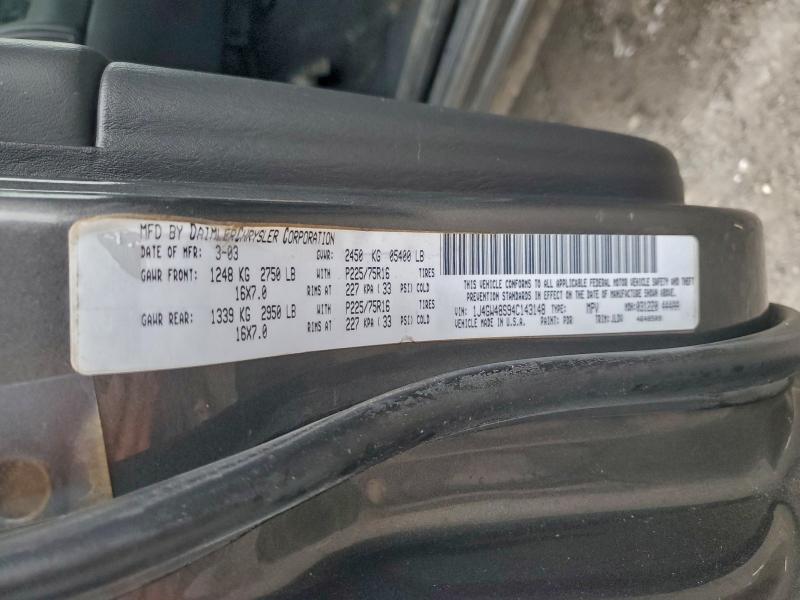 MFD BY DAIMLERCHRYSLER CORPORATION
DATE OF MFR: 3-03 GVWR: 2450 KG 05400 LB
GAWR FRONT: 1248 KG 2750 LB WITH P225/75R16 TIRES
16X7.0 RIMS AT 227 KPA ( 33 PSI) COLD
GAWR REAR: 1339 KG 2950 LB WITH P225/75R16 TIRES
16X7.0 RIMS AT 227 KPA ( 33 PSI) COLD
THIS VEHICLE CONFORMS TO ALL APPLICABLE FEDERAL MOTOR VEHICLE SAFETY AND THEFT
PREVENTION STANDARDS IN EFFECT ON THE DATE OF MANUFACTURE SHOWN ABOVE.
VIN: 1J4GW48S94C143148 TYPE: MPV MDH:
VEHICLE MADE IN U.S.A. PAINT: PDR TRIM: